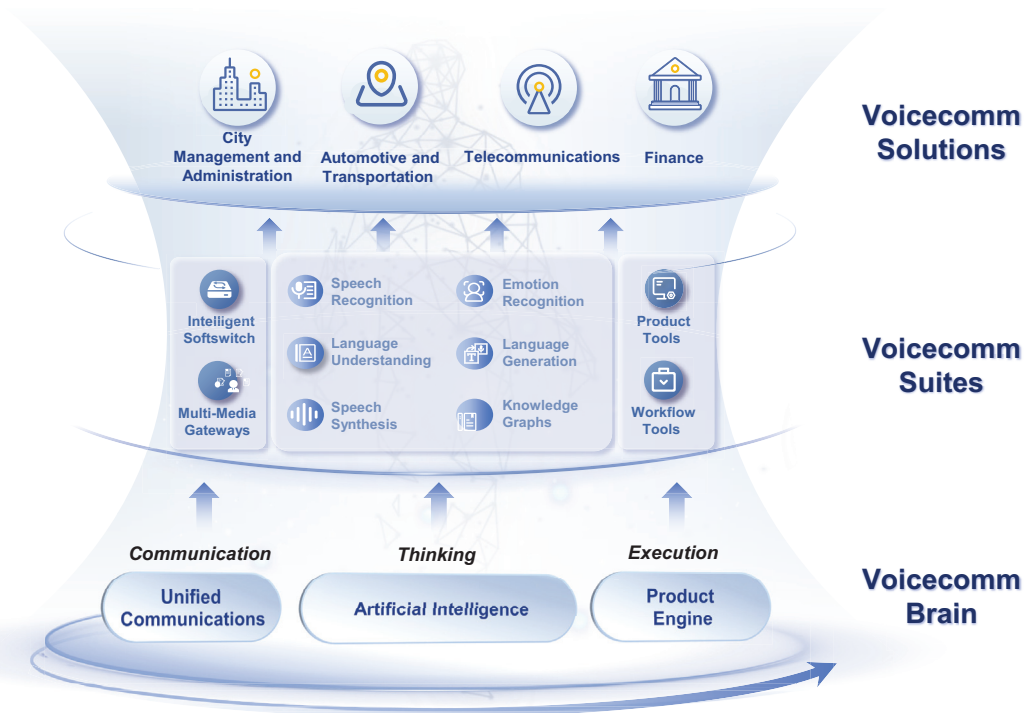 City
Management and
Administration
Automotive and
Transportation
Telecommunications
Finance
Voicecomm
Solutions
Intelligent
Softswitch
Multi-Media
Gateways
Speech
Recognition
Emotion
Recognition
Language
Understanding
Language
Generation
Speech
Synthesis
Knowledge
Graphs
Product
Tools
Workflow
Tools
Voicecomm
Suites
Communication
Thinking
Execution
Unified
Communications
Artificial Intelligence
Product
Engine
Voicecomm
Brain